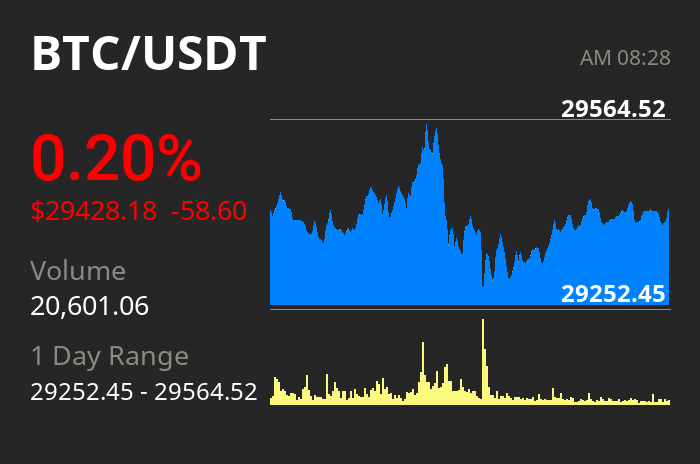 BTC/USDT
AM 08:28
29564.52
0.20%
$29428.18 -58.60
Volume
20,601.06
29252.45
1 Day Range
29252.45 - 29564.52